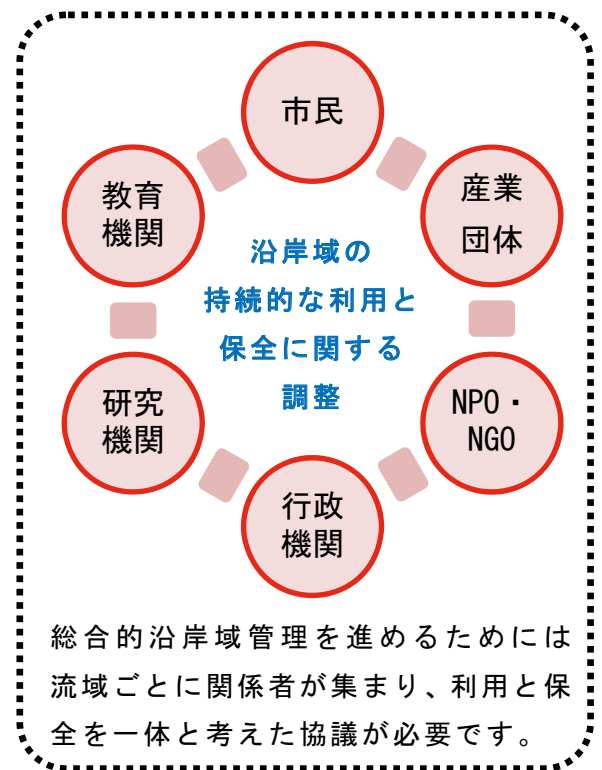 市民
教育
機関
産業
団体
沿岸域の
持続的な利用と
保全に関する
調整
研究
機関
NPO・
NGO
行政
機関
総合的沿岸域管理を進めるためには
流域ごとに関係者が集まり、利用と保
全を一体と考えた協議が必要です。